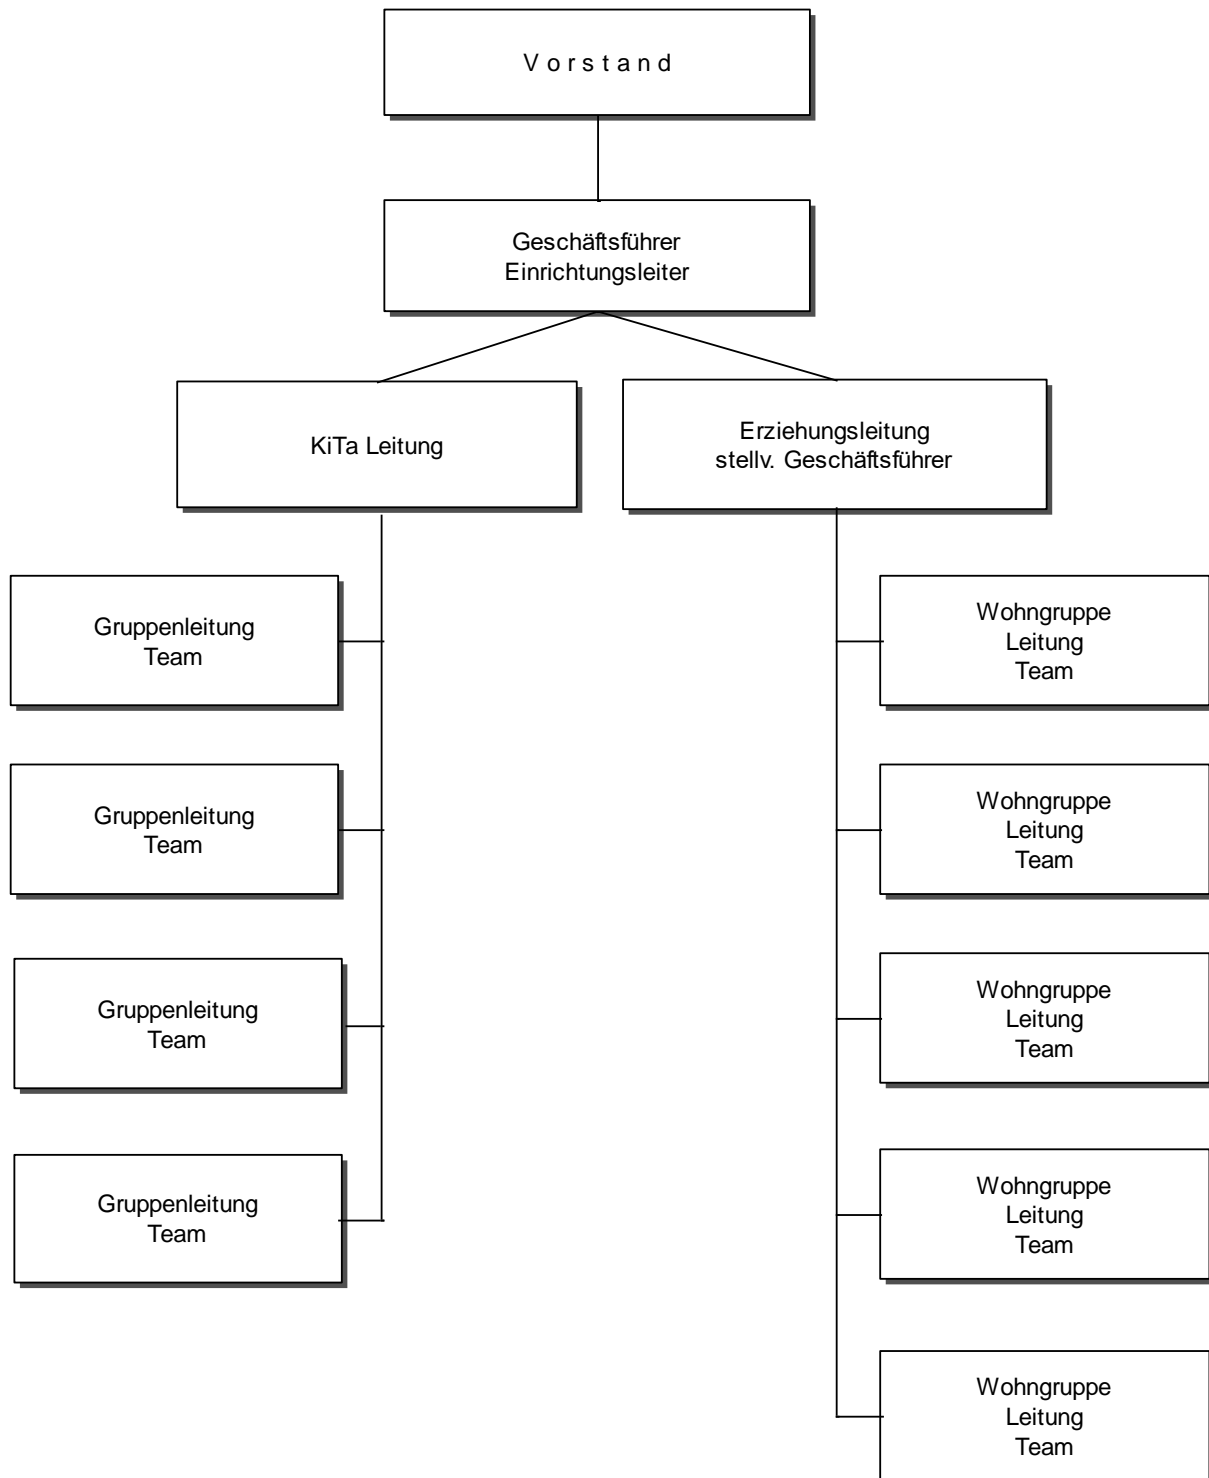 V o r s t a n d
Geschäftsführer
Einrichtungsleiter
KiTa Leitung
Erziehungsleitung
stellv. Geschäftsführer
Gruppenleitung
Team
Wohngruppe
Leitung
Team
Gruppenleitung
Team
Wohngruppe
Leitung
Team
Gruppenleitung
Team
Wohngruppe
Leitung
Team
Gruppenleitung
Team
Wohngruppe
Leitung
Team
Wohngruppe
Leitung
Team